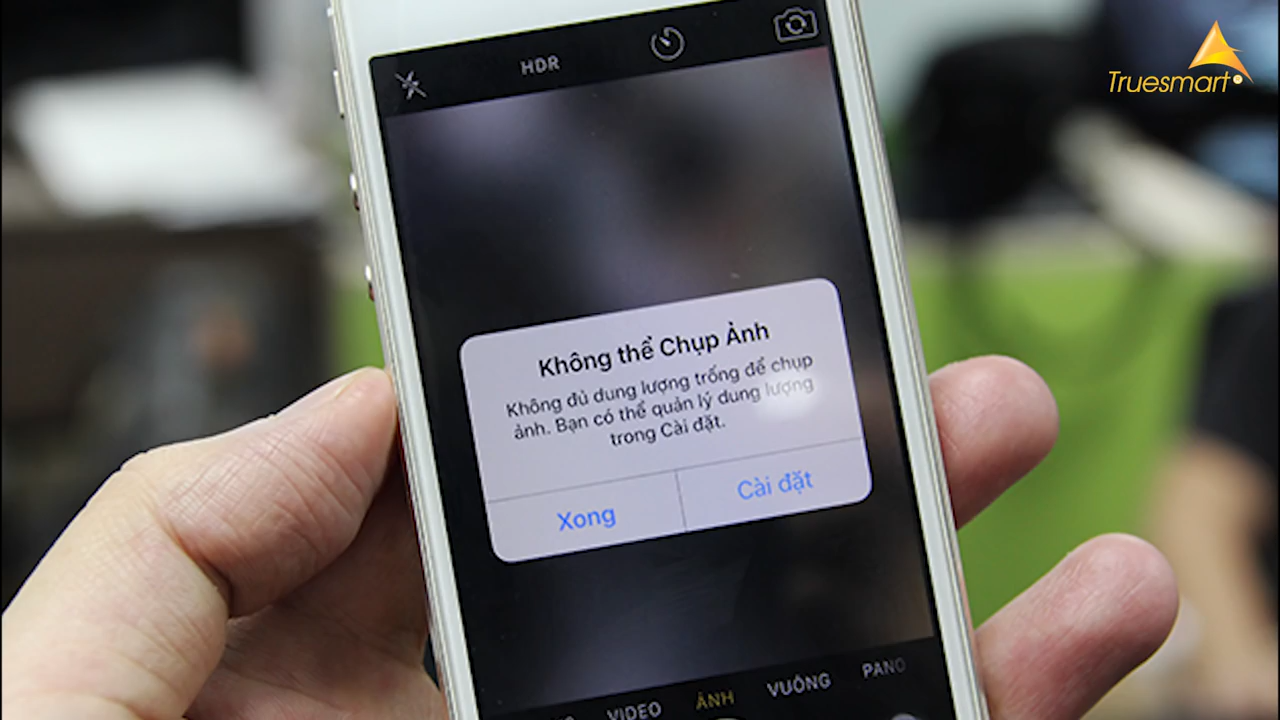 Truesmart
HDR
Không thể Chụp Ảnh
Không đủ dung lượng trống để chụp
ảnh. Bạn có thể quản lý dung lượng
trong Cài đặt.
Xong
Cài đặt
VIDEO
ẢNH
VUÔNG
PANO